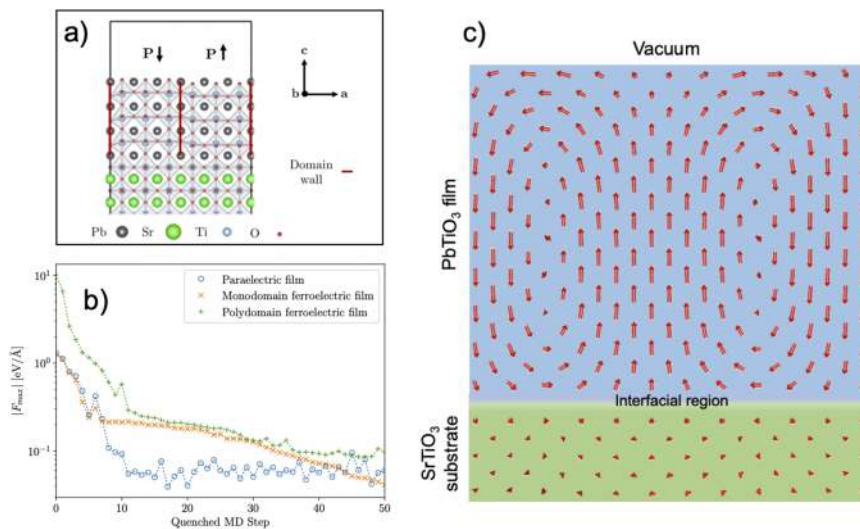 a)
P↓ P↑
c
b a
Domain
wall
Pb Sr Ti O
b)
10¹
10⁰
10⁻¹
|F_max| [eV/Å]
Paraelectric film
Monodomain ferroelectric film
Polydomain ferroelectric film
0 10 20 30 40 50
Quenched MD Step
c)
Vacuum
PbTiO₃ film
Interfacial region
SrTiO₃
substrate